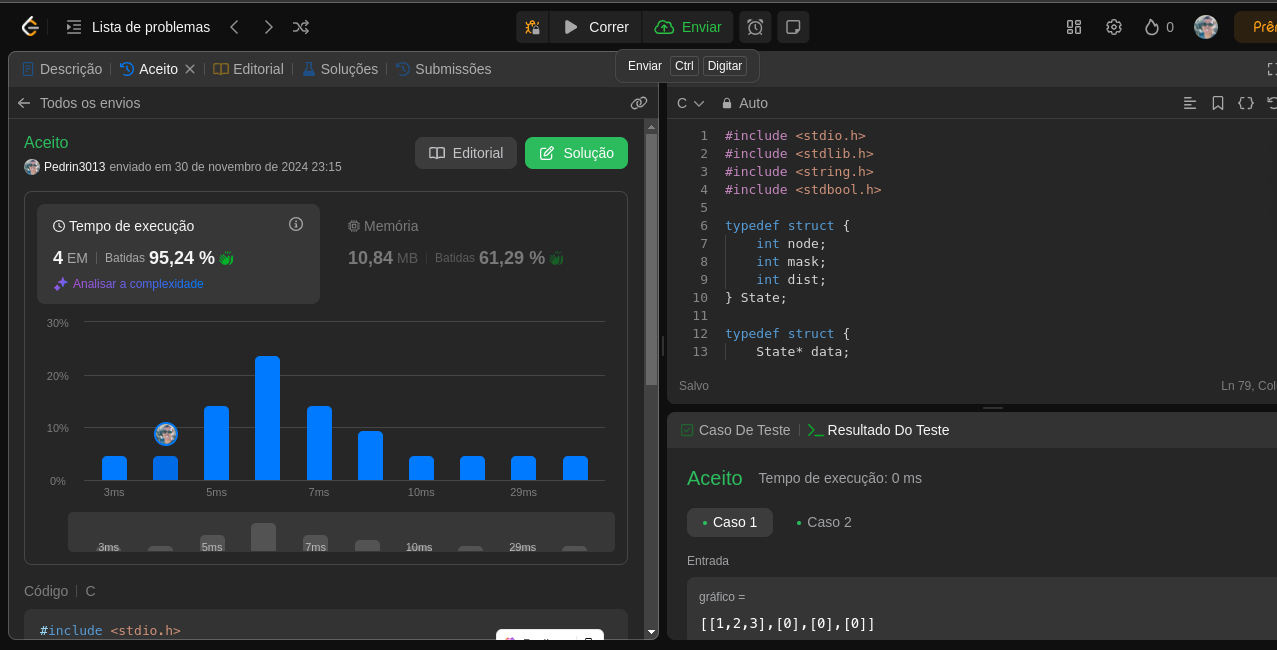 Lista de problemas
Correr
Enviar
0
Prê
Descrição
Aceito
Editorial
Soluções
Submissões
Enviar Ctrl Digitar
Todos os envios
Aceito
Pedrin3013 enviado em 30 de novembro de 2024 23:15
Editorial
Solução
Tempo de execução
4 EM | Batidas 95,24 %
Analisar a complexidade
Memória
10,84 MB | Batidas 61,29 %
30%
20%
10%
0%
3ms 5ms 7ms 10ms 29ms
3ms 5ms 7ms 10ms 29ms
Código | C
#include <stdio.h>
C
Auto
1 #include <stdio.h>
2 #include <stdlib.h>
3 #include <string.h>
4 #include <stdbool.h>
5
6 typedef struct {
7 int node;
8 int mask;
9 int dist;
10 } State;
11
12 typedef struct {
13 State* data;
Salvo
Ln 79, Col
Caso De Teste
Resultado Do Teste
Aceito
Tempo de execução: 0 ms
Caso 1
Caso 2
Entrada
gráfico =
[[1,2,3],[0],[0],[0]]